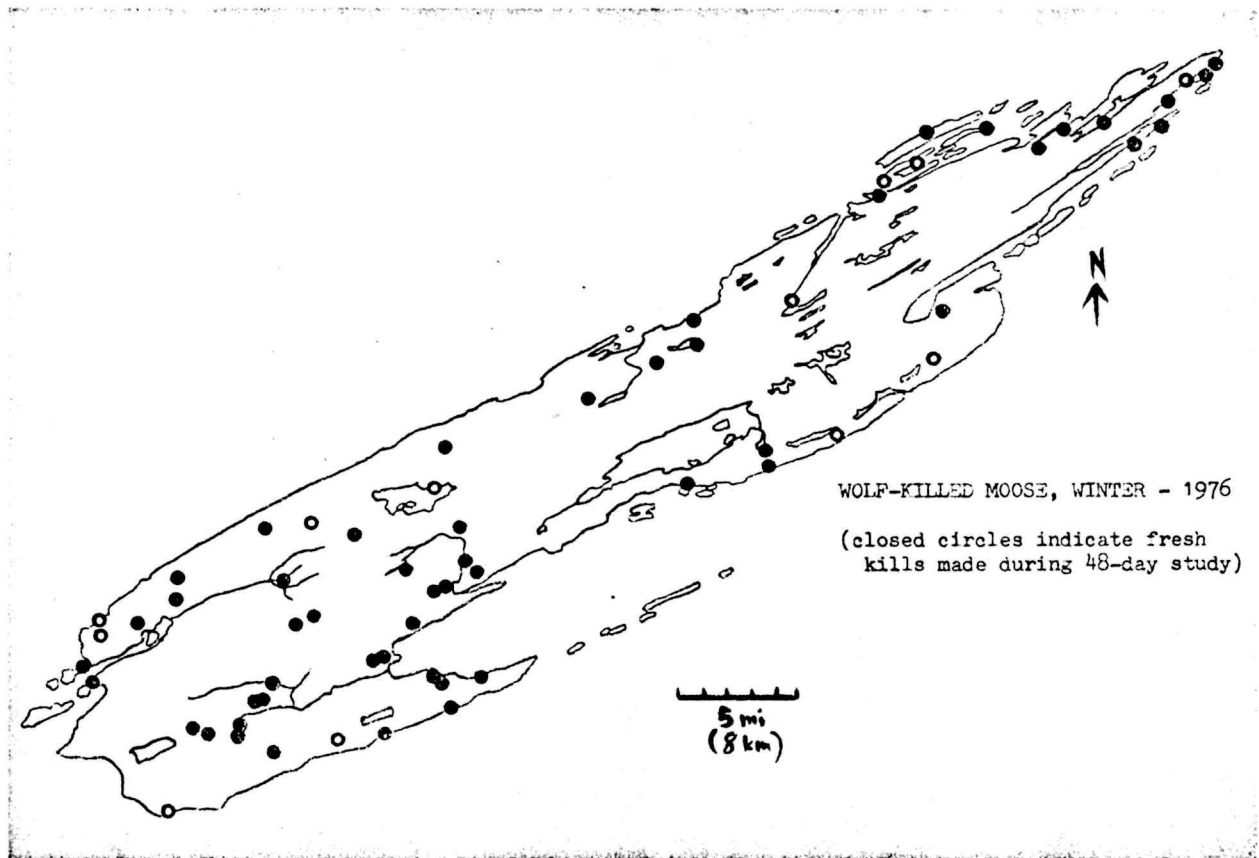 N
WOLF-KILLED MOOSE, WINTER - 1976
(closed circles indicate fresh
kills made during 48-day study)
5 mi
(8 km)